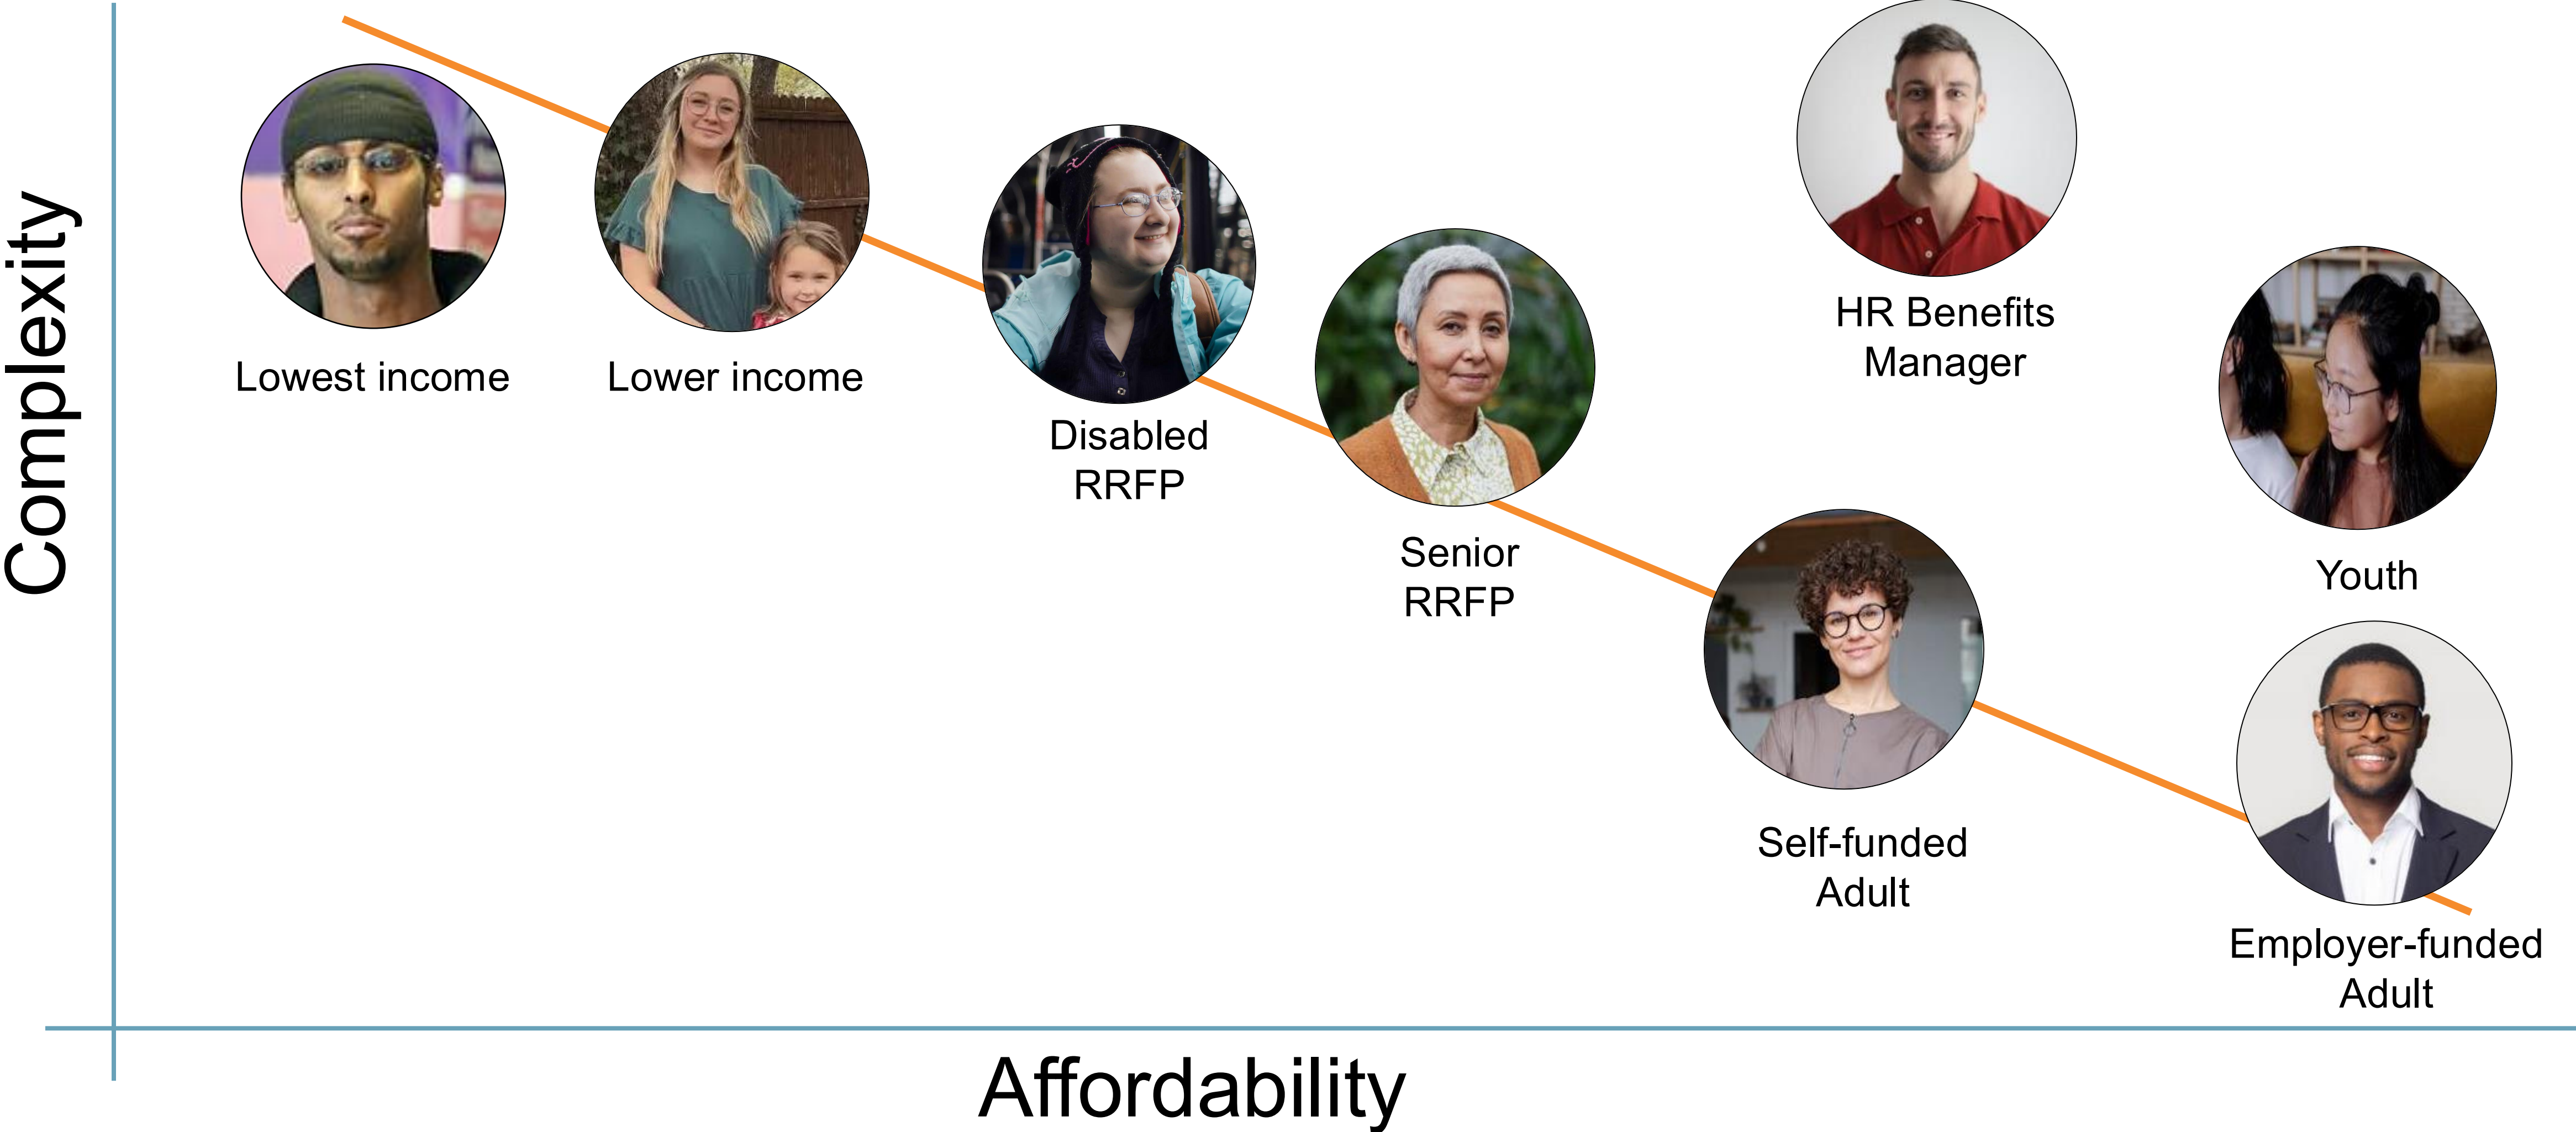 Complexity
Lowest income
Lower income
Disabled
RRFP
Senior
RRFP
HR Benefits
Manager
Youth
Self-funded
Adult
Employer-funded
Adult
Affordability